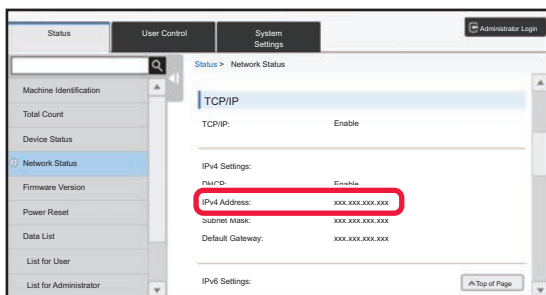 Status
User Control
System
Settings
Administrator Login
Status > Network Status
Machine Identification
Total Count
Device Status
Network Status
Firmware Version
Power Reset
Data List
List for User
List for Administrator
TCP/IP
TCP/IP: Enable
IPv4 Settings:
DHCP: Enable
IPv4 Address: xxx.xxx.xxx.xxx
Subnet Mask: xxx.xxx.xxx.xxx
Default Gateway: xxx.xxx.xxx.xxx
IPv6 Settings:
Top of Page